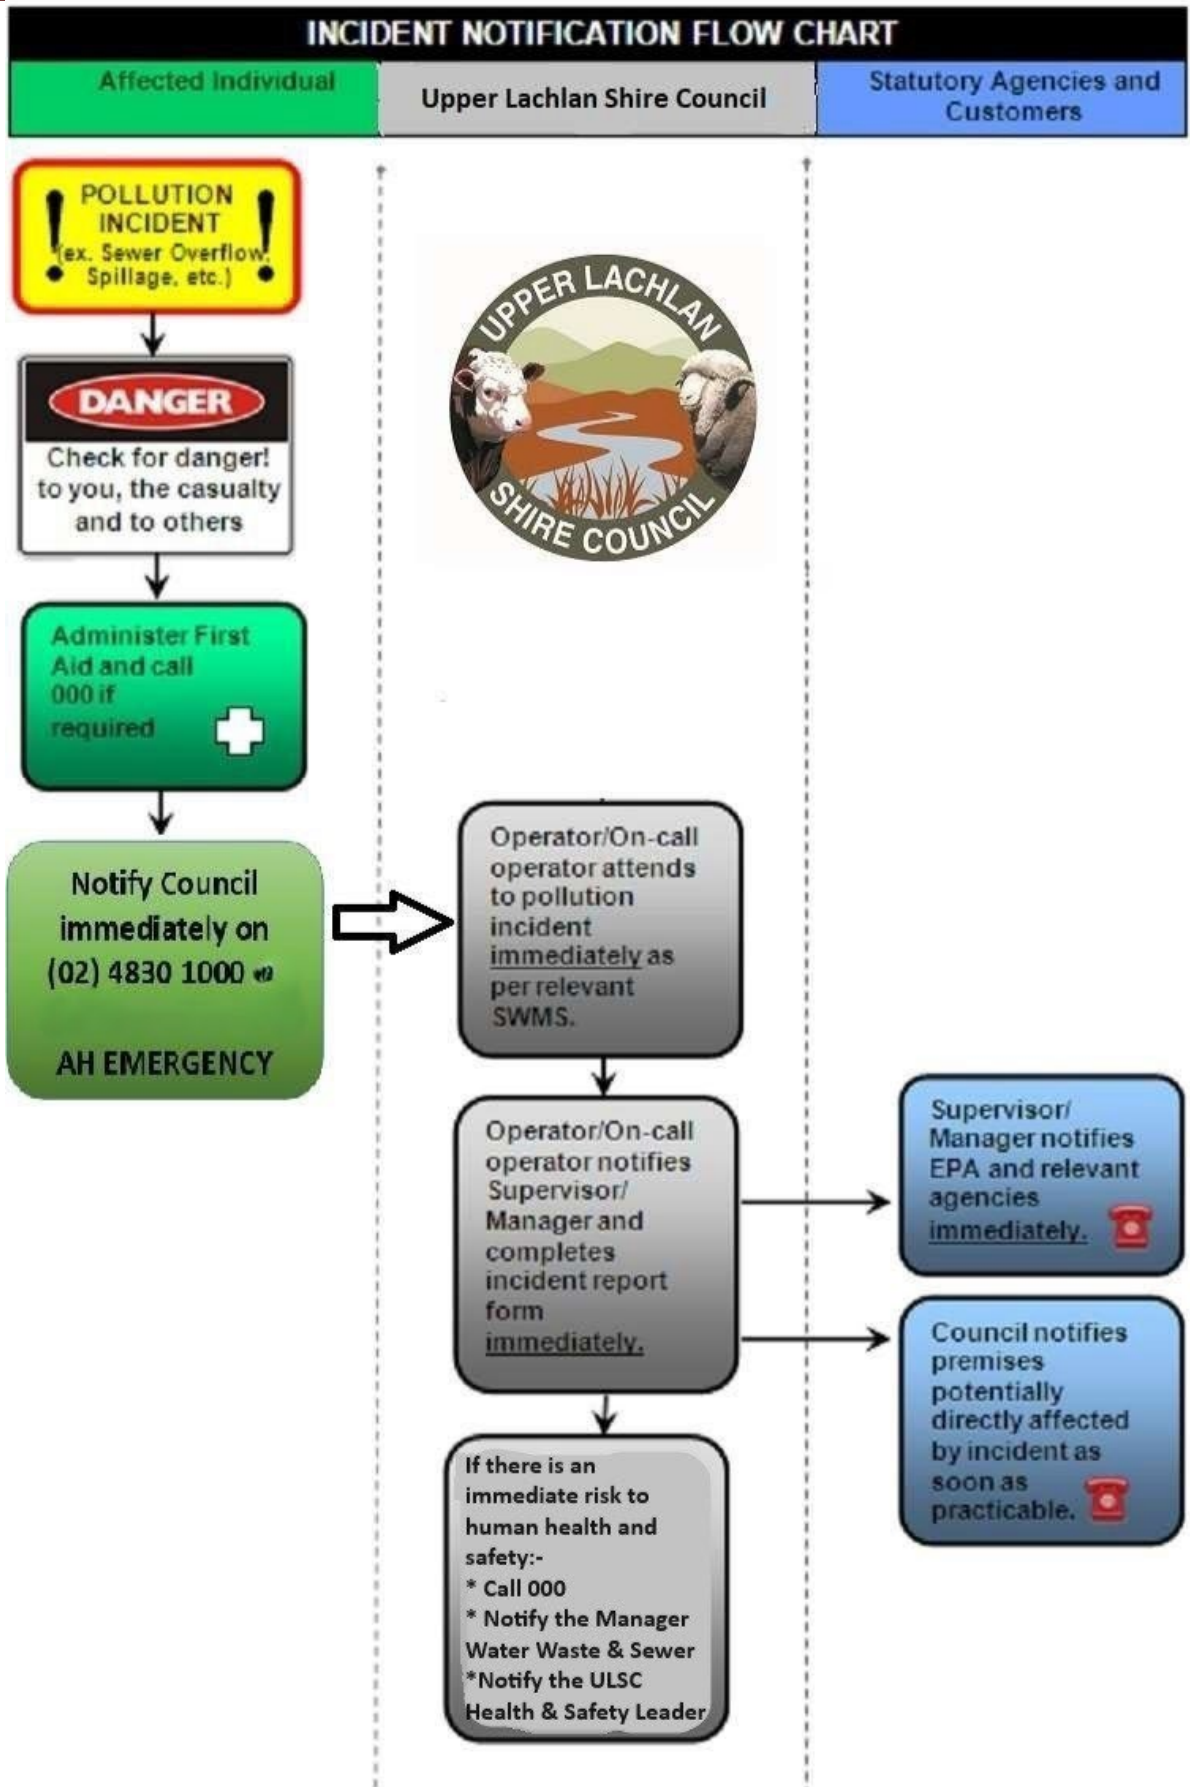 INCIDENT NOTIFICATION FLOW CHART
Affected Individual
Upper Lachlan Shire Council
Statutory Agencies and
Customers
POLLUTION
INCIDENT
(ex. Sewer Overflow,
Spillage, etc.)
! !
UPPER LACHLAN
SHIRE COUNCIL
DANGER
Check for danger!
to you, the casualty
and to others
Administer First
Aid and call
000 if
required
Notify Council
immediately on
(02) 4830 1000
AH EMERGENCY
Operator/On-call
operator attends
to pollution
incident
immediately as
per relevant
SWMS.
Operator/On-call
operator notifies
Supervisor/
Manager and
completes
incident report
form
immediately.
Supervisor/
Manager notifies
EPA and relevant
agencies
immediately.
Council notifies
premises
potentially
directly affected
by incident as
soon as
practicable.
If there is an
immediate risk to
human health and
safety:-
* Call 000
* Notify the Manager
Water Waste & Sewer
*Notify the ULSC
Health & Safety Leader